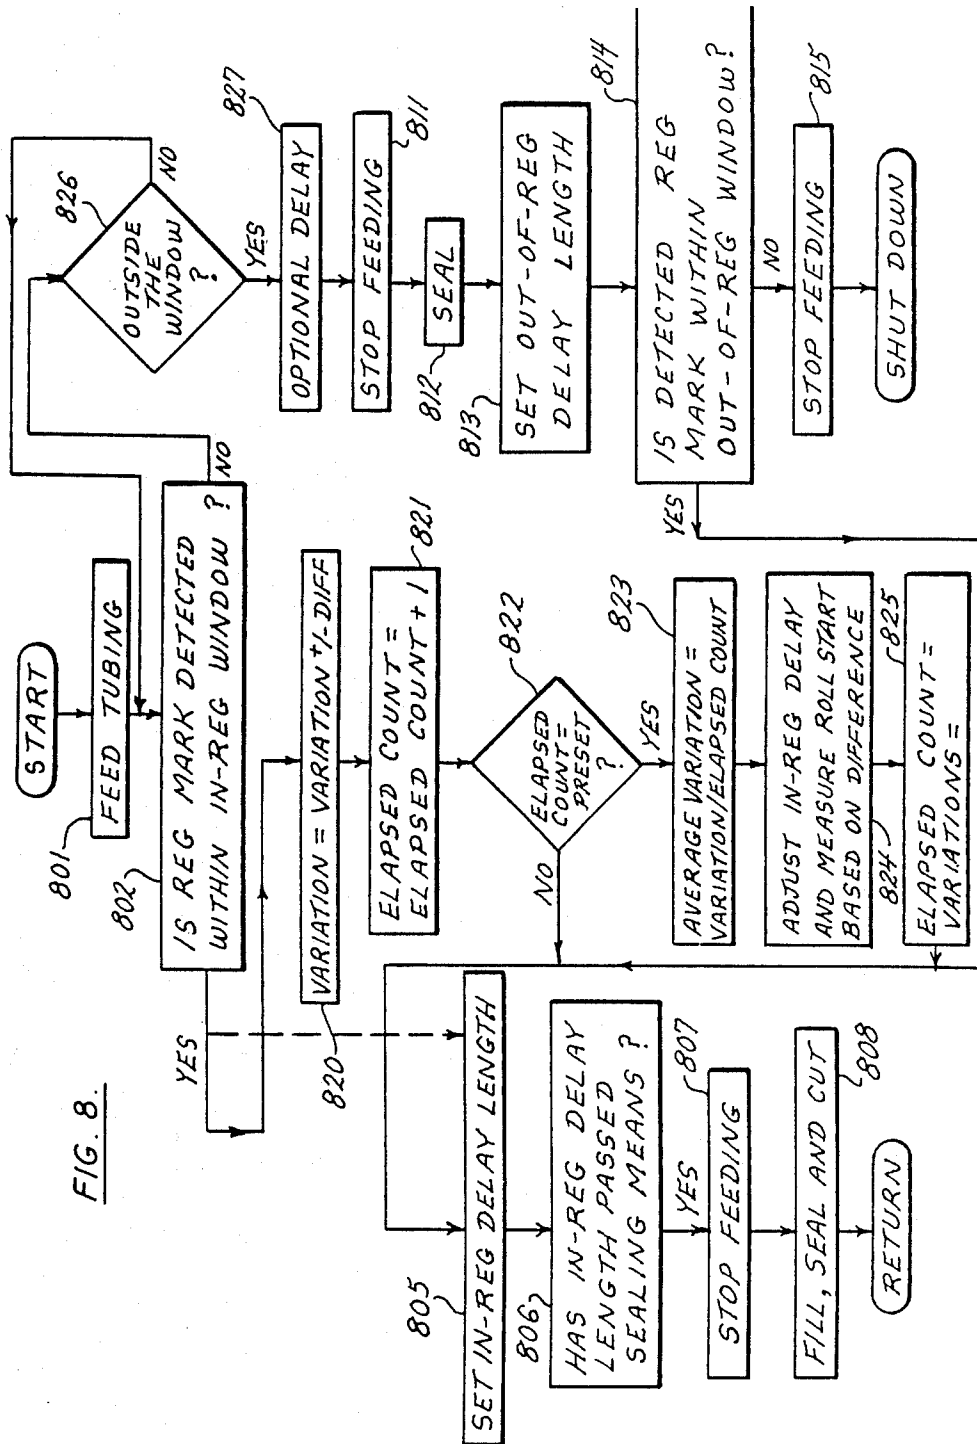 FIG. 8.
START
801
FEED TUBING
802
IS REG MARK DETECTED
WITHIN IN-REG WINDOW ?
YES
NO
826
OUTSIDE
THE
WINDOW
?
NO
YES
827
OPTIONAL DELAY
811
STOP FEEDING
812
SEAL
813
SET OUT-OF-REG
DELAY LENGTH
814
IS DETECTED REG
MARK WITHIN
OUT-OF-REG WINDOW?
YES
NO
815
STOP FEEDING
SHUT DOWN
820
VARIATION = VARIATION +/- DIFF
821
ELAPSED COUNT =
ELAPSED COUNT + 1
822
ELAPSED
COUNT=
PRESET
?
NO
YES
823
AVERAGE VARIATION =
VARIATION/ELAPSED COUNT
824
ADJUST IN-REG DELAY
AND MEASURE ROLL START
BASED ON DIFFERENCE
825
ELAPSED COUNT =
VARIATIONS =
805
SET IN-REG DELAY LENGTH
806
HAS IN-REG DELAY
LENGTH PASSED
SEALING MEANS ?
YES
807
STOP FEEDING
808
FILL, SEAL AND CUT
RETURN